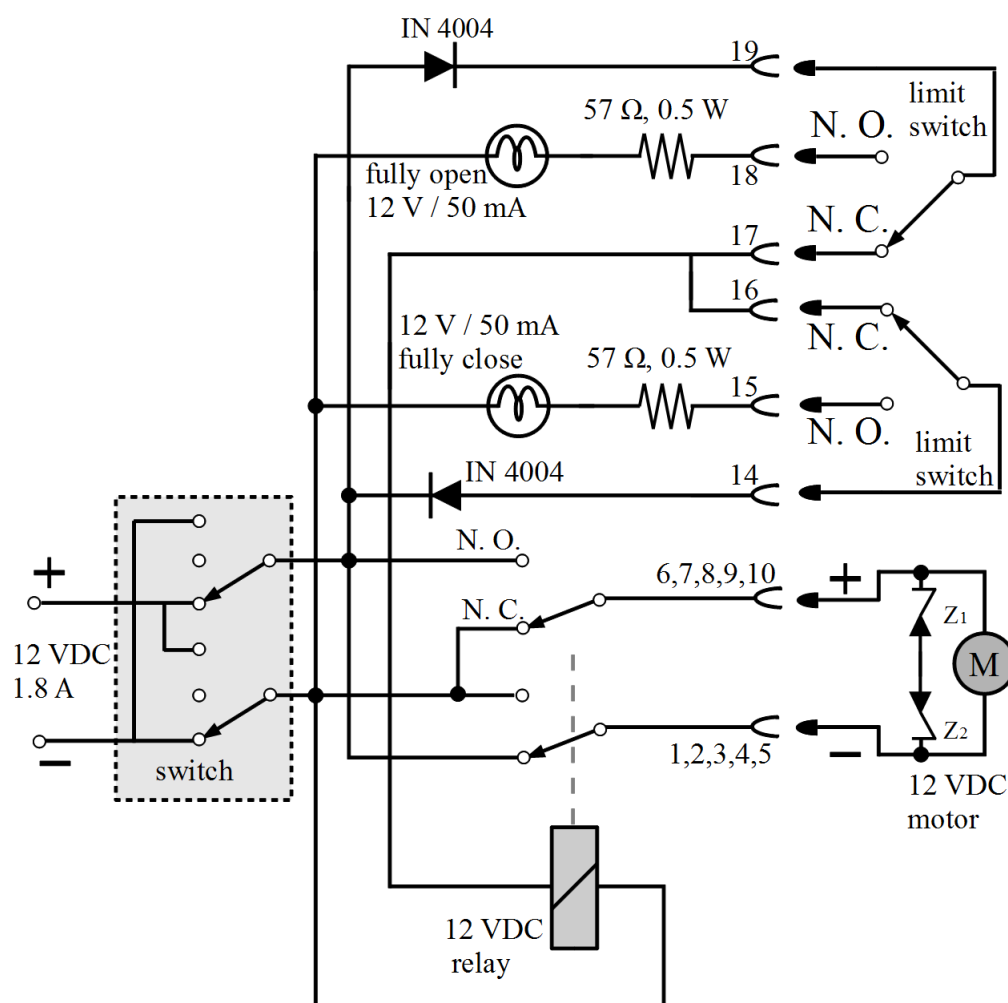 IN 4004
19
limit
switch
57 Ω, 0.5 W
N. O.
fully open
12 V / 50 mA
18
17
N. C.
16
12 V / 50 mA
fully close
57 Ω, 0.5 W
N. C.
15
N. O.
limit
switch
IN 4004
14
N. O.
6,7,8,9,10
+
+
N. C.
Z1
12 VDC
1.8 A
M
Z2
−
switch
1,2,3,4,5
−
12 VDC
motor
12 VDC
relay